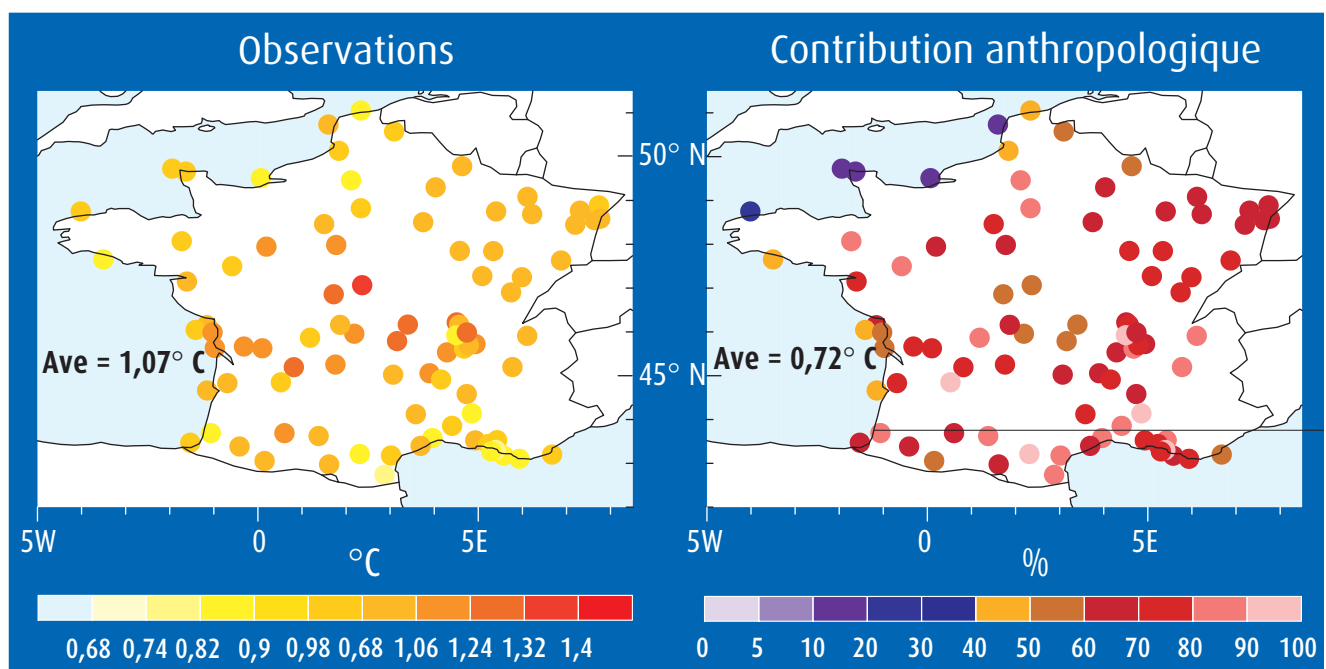 Observations
Contribution anthropologique
50° N
45° N
Ave = 1,07° C
Ave = 0,72° C
5W 0 5E
5W 0 5E
°C
%
0,68 0,74 0,82 0,9 0,98 0,68 1,06 1,24 1,32 1,4
0 5 10 20 30 40 50 60 70 80 90 100